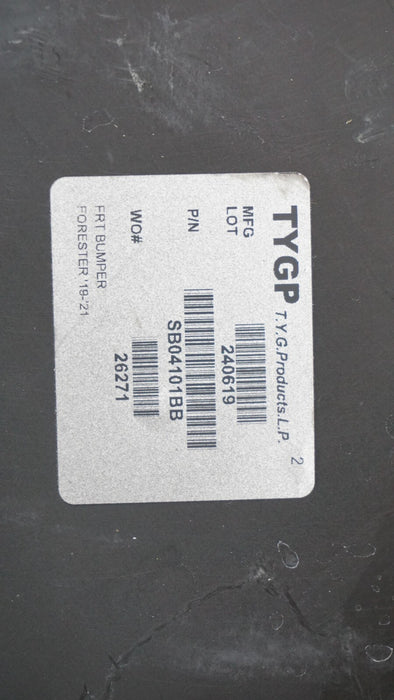 TYGP T.Y.G.Products.L.P. 2
MFG
LOT
240619
P/N
SB04101BB
WO#
26271
FRT BUMPER
FORESTER '19-'21